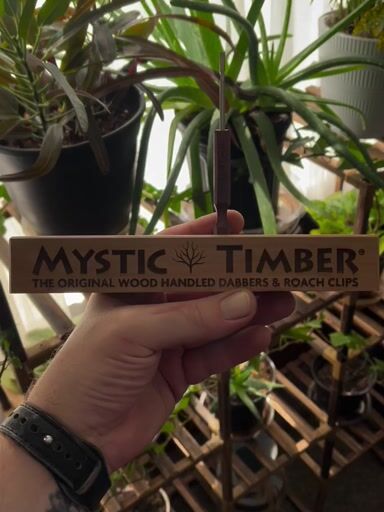 MYSTIC TIMBER®
THE ORIGINAL WOOD HANDLED DABBERS & ROACH CLIPS